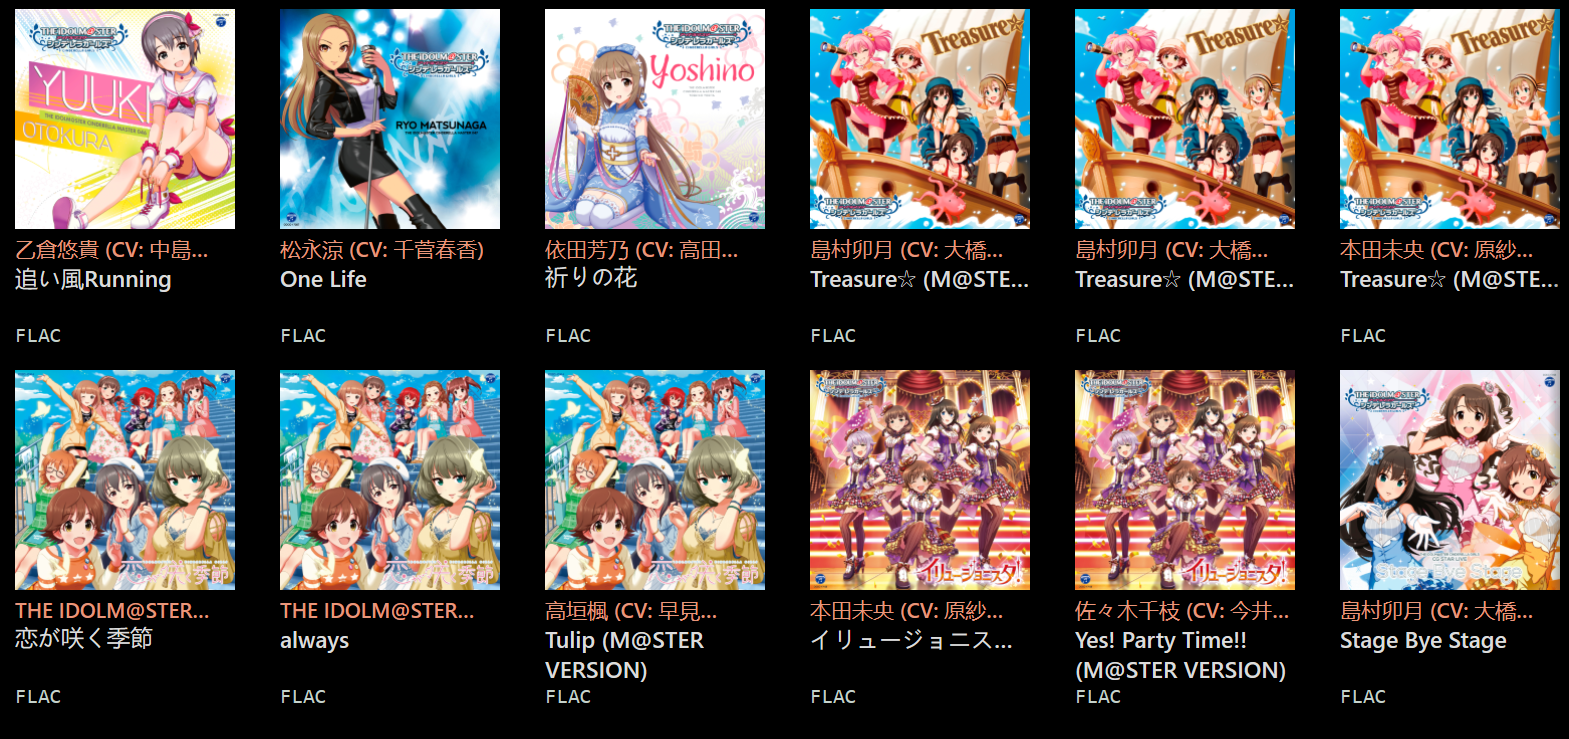 THE IDOLM@STER
シンデレラガールズ
YUUKI
THE IDOLM@STER CINDERELLA MASTER 046
OTOKURA
THE IDOLM@STER
シンデレラガールズ
RYO MATSUNAGA
THE IDOLM@STER
シンデレラガールズ
Yoshino
Treasure☆
THE IDOLM@STER
シンデレラガールズ
Treasure☆
THE IDOLM@STER
シンデレラガールズ
Treasure☆
THE IDOLM@STER
シンデレラガールズ
乙倉悠貴 (CV: 中島...
松永涼 (CV: 千菅春香)
依田芳乃 (CV: 高田...
島村卯月 (CV: 大橋...
島村卯月 (CV: 大橋...
本田未央 (CV: 原紗...
追い風Running
One Life
祈りの花
Treasure☆ (M@STE...
Treasure☆ (M@STE...
Treasure☆ (M@STE...
FLAC
FLAC
FLAC
FLAC
FLAC
FLAC
季節
季節
季節
THE IDOLM@STER
シンデレラガールズ
イリュージョニスタ!
THE IDOLM@STER
シンデレラガールズ
イリュージョニスタ!
THE IDOLM@STER
シンデレラガールズ
Stage Bye Stage
THE IDOLM@STER...
THE IDOLM@STER...
高垣楓 (CV: 早見...
本田未央 (CV: 原紗...
佐々木千枝 (CV: 今井...
島村卯月 (CV: 大橋...
恋が咲く季節
always
Tulip (M@STER
VERSION)
イリュージョニス...
Yes! Party Time!!
(M@STER VERSION)
Stage Bye Stage
FLAC
FLAC
FLAC
FLAC
FLAC
FLAC